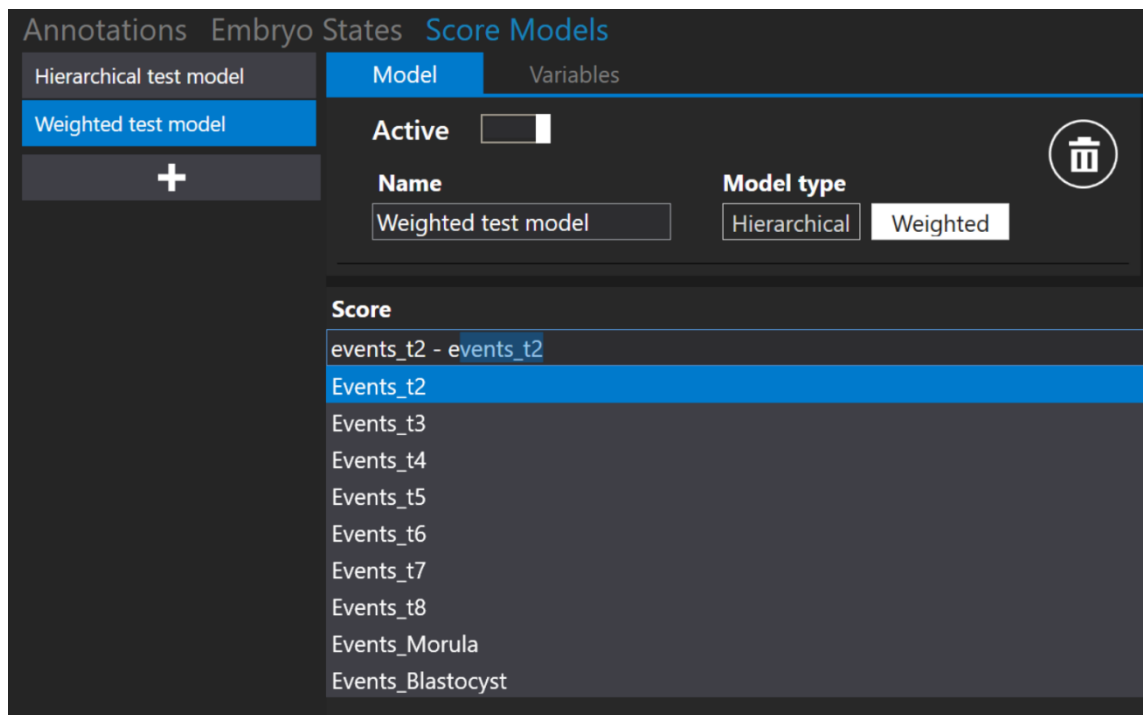 Annotations Embryo States Score Models
Hierarchical test model
Weighted test model
Model Variables
Active
Name Model type
Weighted test model Hierarchical Weighted
Score
events_t2 - events_t2
Events_t2
Events_t3
Events_t4
Events_t5
Events_t6
Events_t7
Events_t8
Events_Morula
Events_Blastocyst